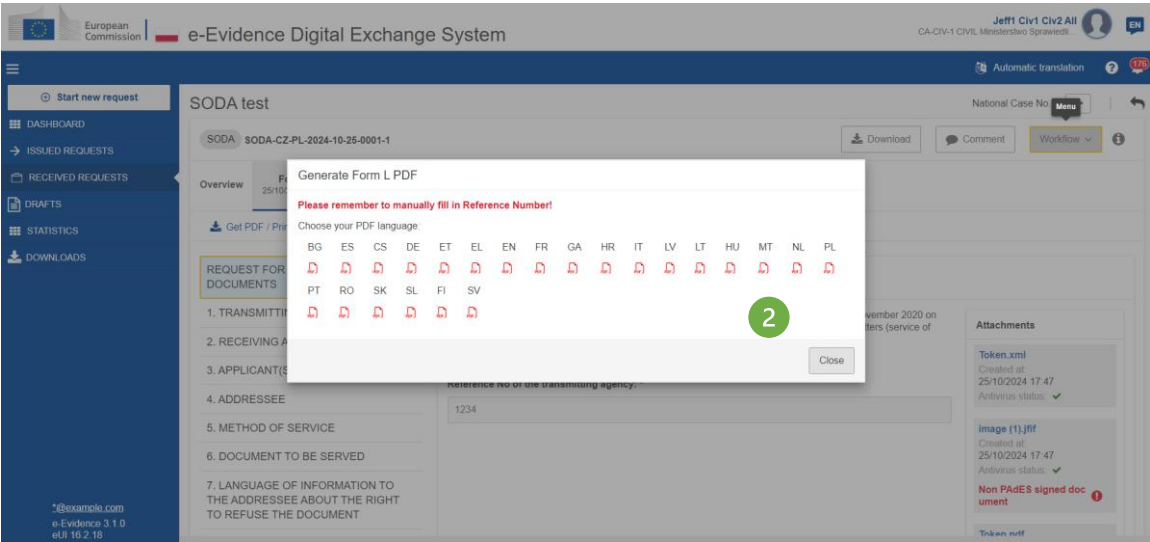 European
Commission
e-Evidence Digital Exchange System
Jeff1 Civ1 Civ2 All
CA-CIV-1 CIVIL Ministerstwo Sprawiedli...
EN
Automatic translation
?
176
Start new request
DASHBOARD
ISSUED REQUESTS
RECEIVED REQUESTS
DRAFTS
STATISTICS
DOWNLOADS
*@example.com
e-Evidence 3.1.0
eUI 16.2.18
SODA test
National Case No.
Menu
SODA SODA-CZ-PL-2024-10-25-0001-1
Download
Comment
Workflow
Overview
25/10
Get PDF / Prin
Generate Form L PDF
Please remember to manually fill in Reference Number!
Choose your PDF language:
BG ES CS DE ET EL EN FR GA HR IT LV LT HU MT NL PL
PT RO SK SL FI SV
2
Close
REQUEST FOR
DOCUMENTS
1. TRANSMITTI
2. RECEIVING A
3. APPLICANT(S
4. ADDRESSEE
5. METHOD OF SERVICE
6. DOCUMENT TO BE SERVED
7. LANGUAGE OF INFORMATION TO
THE ADDRESSEE ABOUT THE RIGHT
TO REFUSE THE DOCUMENT
vember 2020 on
ters (service of
Reference No of the transmitting agency: *
1234
Attachments
Token.xml
Created at:
25/10/2024 17:47
Antivirus status:
image (1).jfif
Created at:
25/10/2024 17:47
Antivirus status:
Non PAdES signed doc
ument
Token.pdf